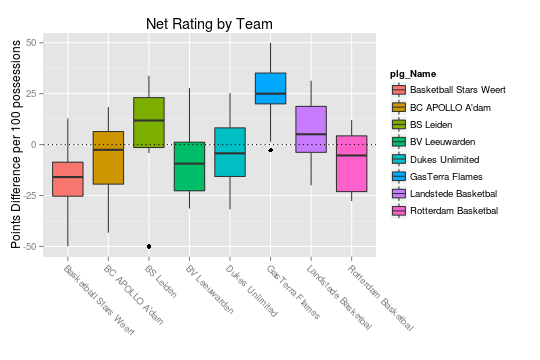 Net Rating by Team
Points Difference per 100 possessions
50
25
0
-25
-50
Basketball Stars Weert
BC APOLLO A'dam
BS Leiden
BV Leeuwarden
Dukes Unlimited
GasTerra Flames
Landstede Basketbal
Rotterdam Basketbal
plg_Name
Basketball Stars Weert
BC APOLLO A'dam
BS Leiden
BV Leeuwarden
Dukes Unlimited
GasTerra Flames
Landstede Basketbal
Rotterdam Basketbal